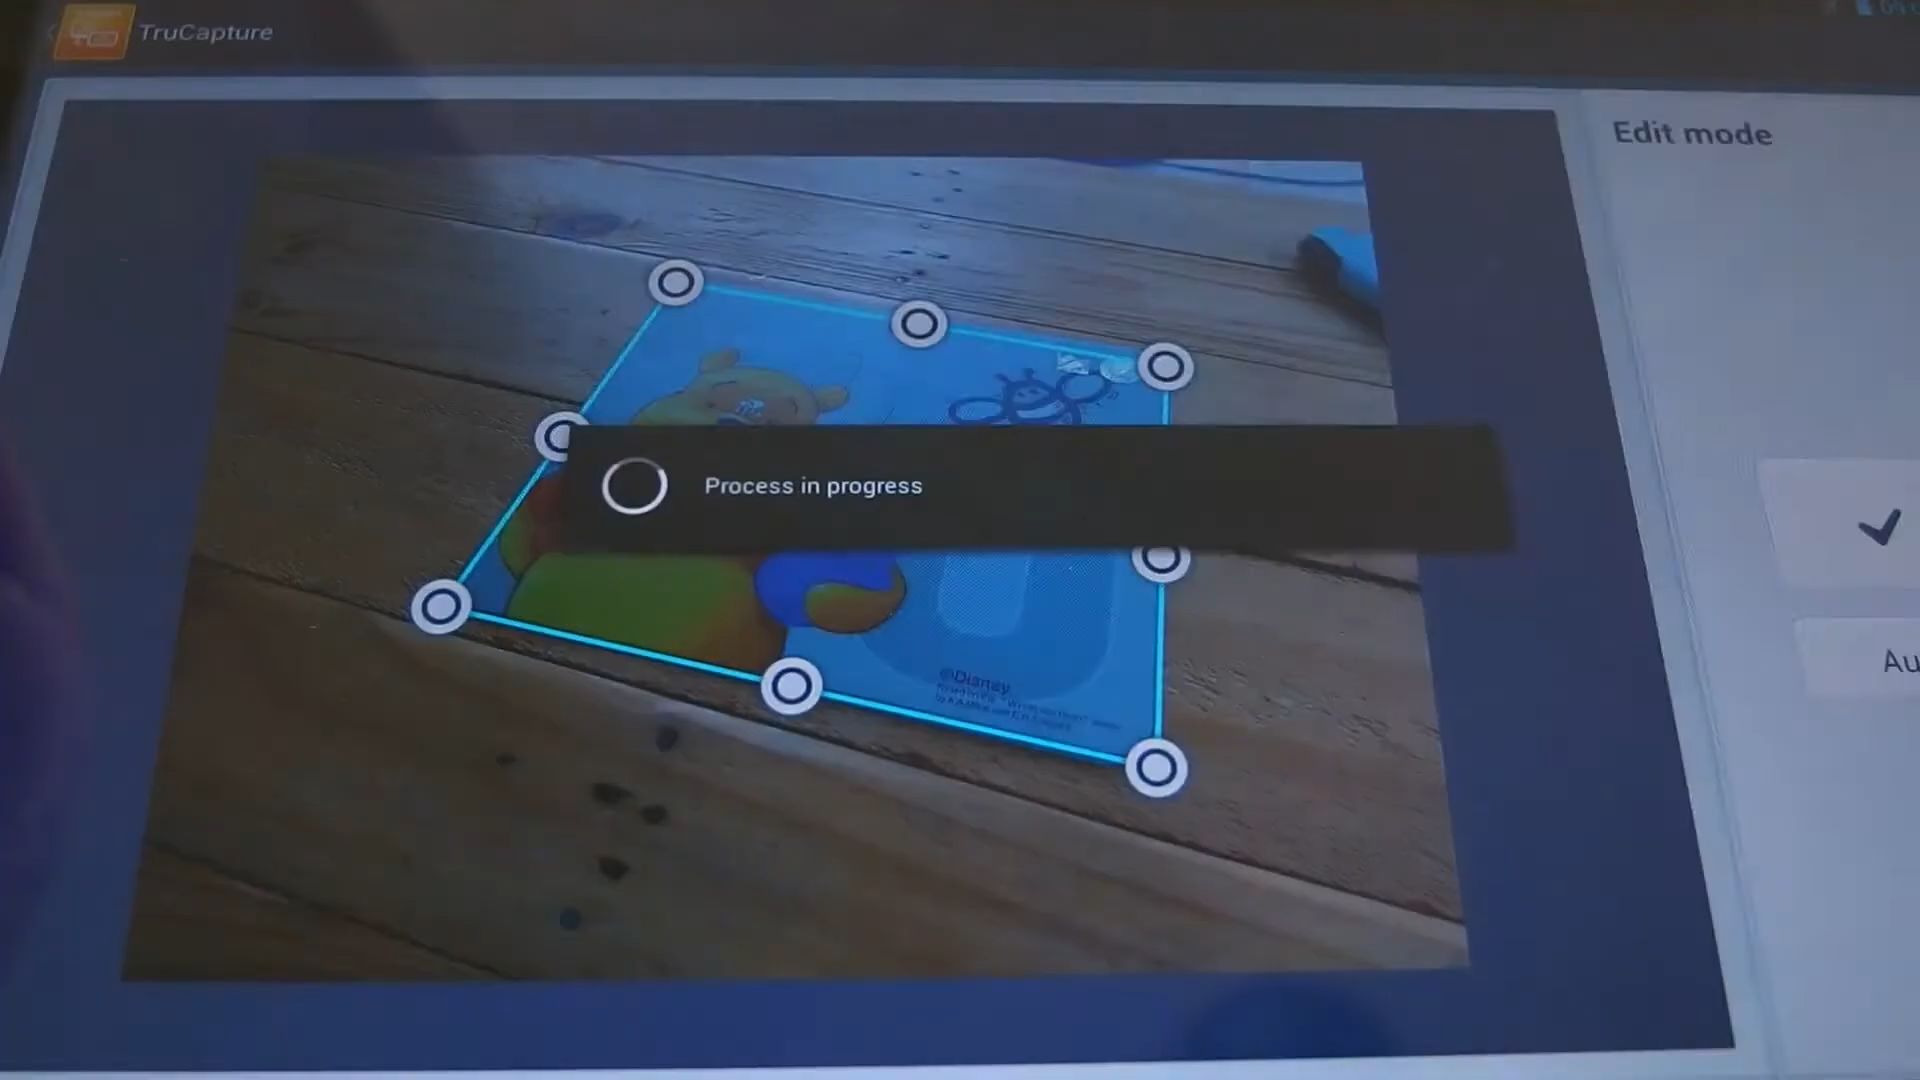 TruCapture
Edit mode
Process in progress
Au
©Disney